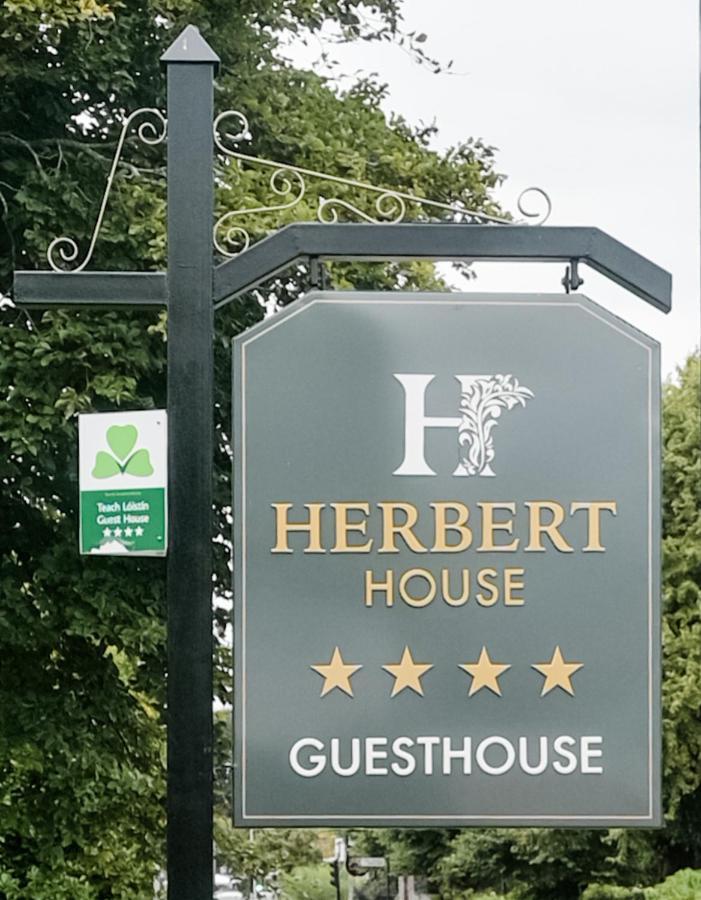 H
HERBERT
HOUSE
GUESTHOUSE
Teach Lóistín
Guest House